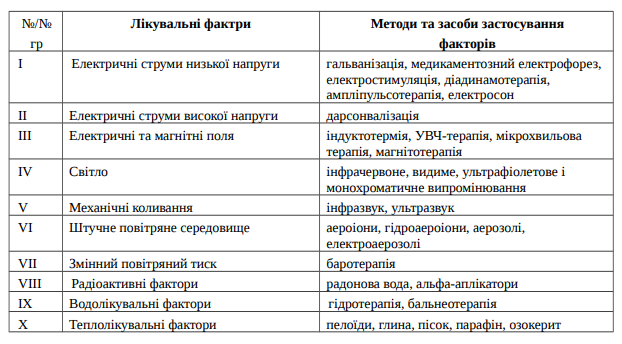 №/№ гр
Лікувальні фактри
Методи та засоби застосування факторів
I
Електричні струми низької напруги
гальванізація, медикаментозний електрофорез,
електростимуляція, діадинамотерапія,
ампліпульсотерапія, електросон
II
Електричні струми високої напруги
дарсонвалізація
III
Електричні та магнітні поля
індуктотермія, УВЧ-терапія, мікрохвильова
терапія, магнітотерапія
IV
Світло
інфрачервоне, видиме, ультрафіолетове і
монохроматичне випромінювання
V
Механічні коливання
інфразвук, ультразвук
VI
Штучне повітряне середовище
аероіони, гідроаероіони, аерозолі,
електроаерозолі
VII
Змінний повітряний тиск
баротерапія
VIII
Радіоактивні фактори
радонова вода, альфа-аплікатори
IX
Водолікувальні фактори
гідротерапія, бальнеотерапія
X
Теплолікувальні фактори
пелоїди, глина, пісок, парафін, озокерит